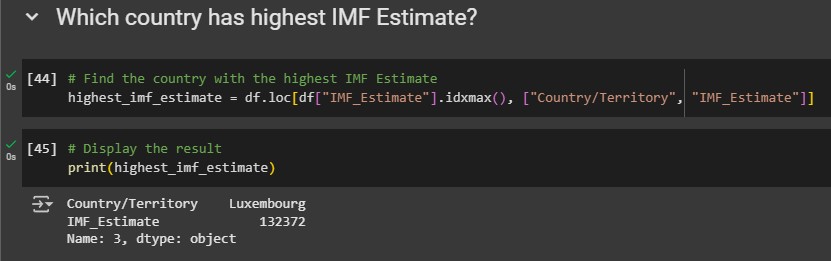 Which country has highest IMF Estimate?
0s [44] # Find the country with the highest IMF Estimate
highest_imf_estimate = df.loc[df["IMF_Estimate"].idxmax(), ["Country/Territory", "IMF_Estimate"]]
0s [45] # Display the result
print(highest_imf_estimate)
Country/Territory    Luxembourg
IMF_Estimate             132372
Name: 3, dtype: object